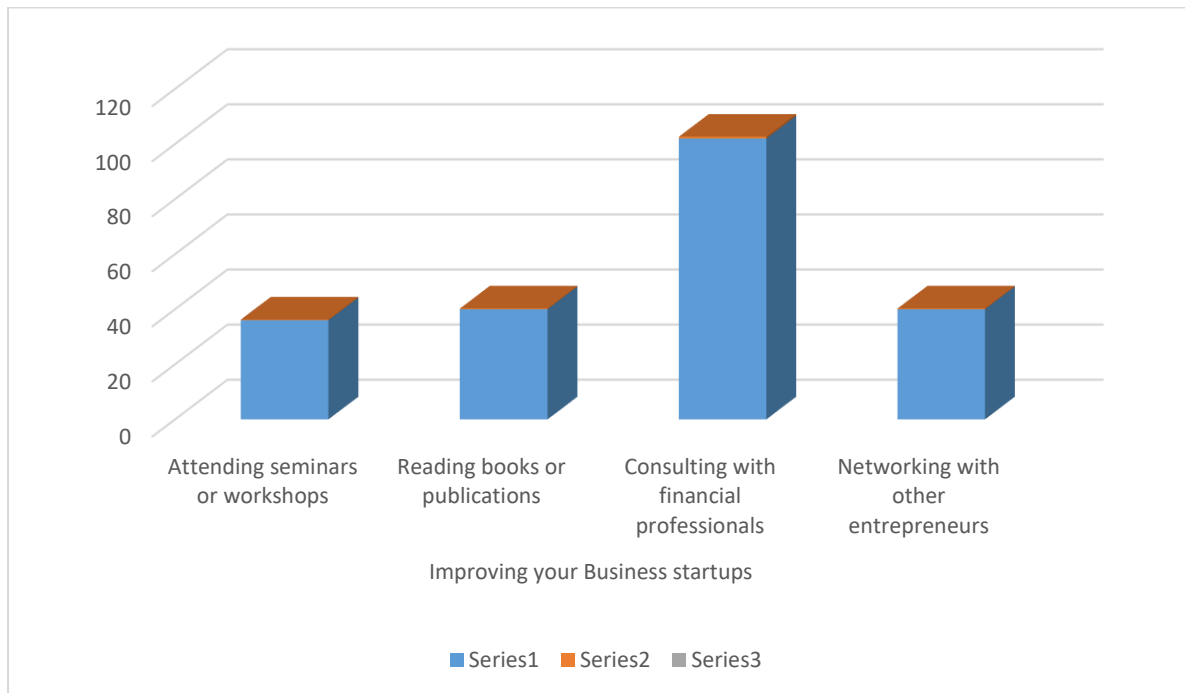 120
100
80
60
40
20
0
Attending seminars
or workshops
Reading books or
publications
Consulting with
financial
professionals
Networking with
other
entrepreneurs
Improving your Business startups
Series1 Series2 Series3